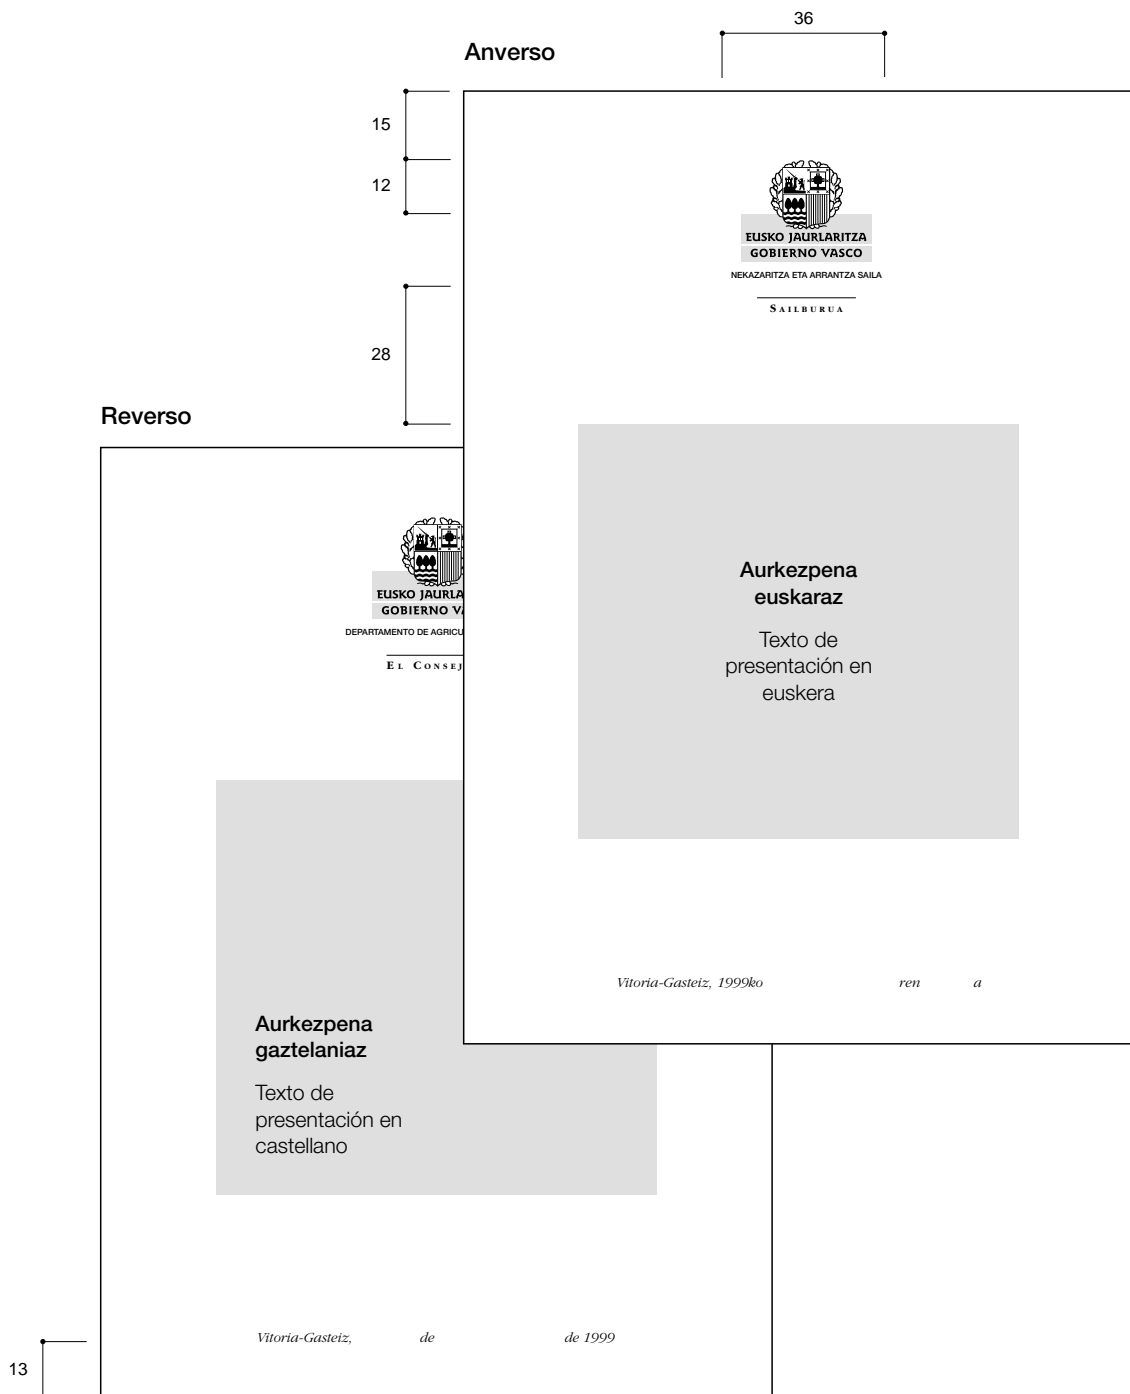 36
Anverso
15
12
EUSKO JAURLARITZA
GOBIERNO VASCO
NEKAZARITZA ETA ARRANTZA SAILA
SAILBURUA
28
Reverso
EUSKO JAURLA
GOBIERNO VA
DEPARTAMENTO DE AGRICU
EL CONSEJ
Aurkezpena
euskaraz
Texto de
presentación en
euskera
Vitoria-Gasteiz, 1999ko ren a
Aurkezpena
gaztelaniaz
Texto de
presentación en
castellano
Vitoria-Gasteiz, de de 1999
13